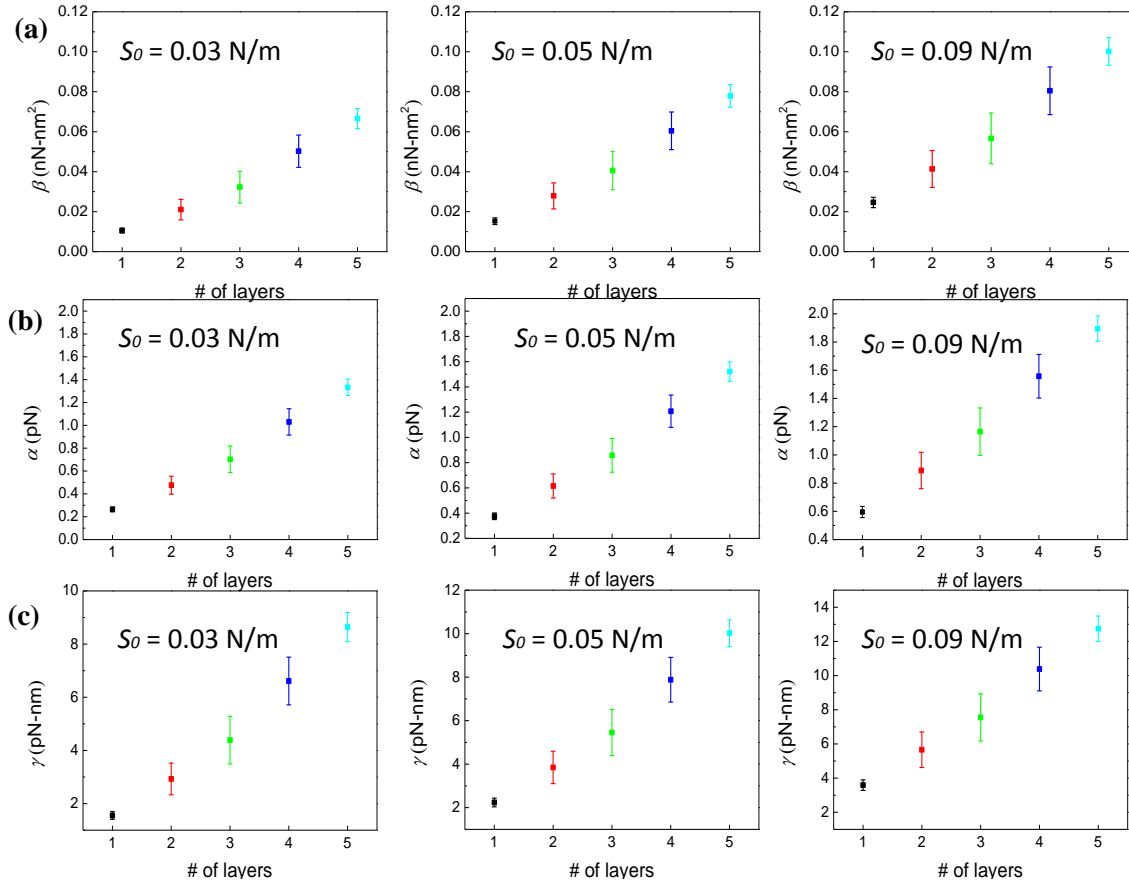 (a)
S0 = 0.03 N/m
S0 = 0.05 N/m
S0 = 0.09 N/m
β (nN-nm²)
0.12
0.10
0.08
0.06
0.04
0.02
0.00
1 2 3 4 5
# of layers
β (nN-nm²)
0.12
0.10
0.08
0.06
0.04
0.02
0.00
1 2 3 4 5
# of layers
β (nN-nm²)
0.12
0.10
0.08
0.06
0.04
0.02
0.00
1 2 3 4 5
# of layers
(b)
S0 = 0.03 N/m
S0 = 0.05 N/m
S0 = 0.09 N/m
α (pN)
2.0
1.8
1.6
1.4
1.2
1.0
0.8
0.6
0.4
0.2
0.0
1 2 3 4 5
# of layers
α (pN)
2.0
1.8
1.6
1.4
1.2
1.0
0.8
0.6
0.4
0.2
1 2 3 4 5
# of layers
α (pN)
2.0
1.8
1.6
1.4
1.2
1.0
0.8
0.6
0.4
1 2 3 4 5
# of layers
(c)
S0 = 0.03 N/m
S0 = 0.05 N/m
S0 = 0.09 N/m
γ (pN-nm)
10
8
6
4
2
1 2 3 4 5
# of layers
γ (pN-nm)
12
10
8
6
4
2
1 2 3 4 5
# of layers
γ (pN-nm)
14
12
10
8
6
4
2
1 2 3 4 5
# of layers